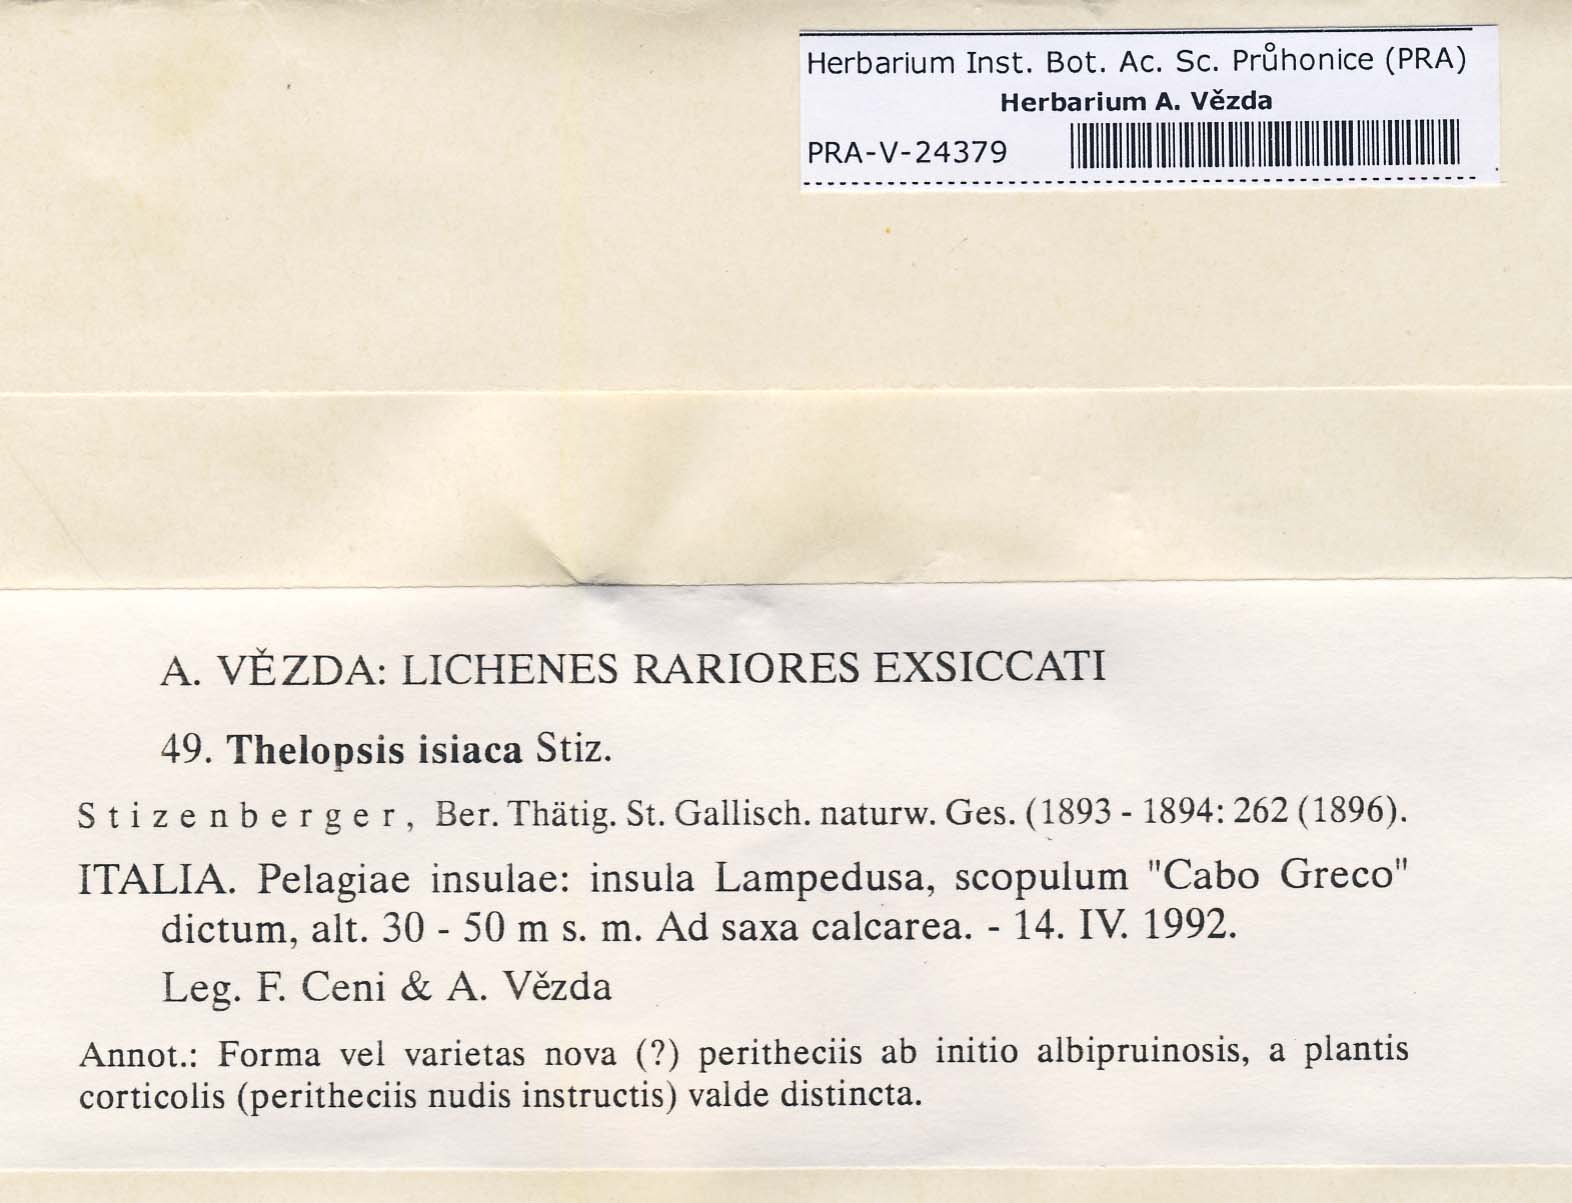 Herbarium Inst. Bot. Ac. Sc. Průhonice (PRA)
Herbarium A. Vězda
PRA-V-24379
A. VĚZDA: LICHENES RARIORES EXSICCATI
49. Thelopsis isiaca Stiz.
Stizenberger, Ber. Thätig. St. Gallisch. naturw. Ges. (1893 - 1894: 262 (1896).
ITALIA. Pelagiae insulae: insula Lampedusa, scopulum "Cabo Greco"
dictum, alt. 30 - 50 m s. m. Ad saxa calcarea. - 14. IV. 1992.
Leg. F. Ceni & A. Vězda
Annot.: Forma vel varietas nova (?) peritheciis ab initio albipruinosis, a plantis
corticolis (peritheciis nudis instructis) valde distincta.